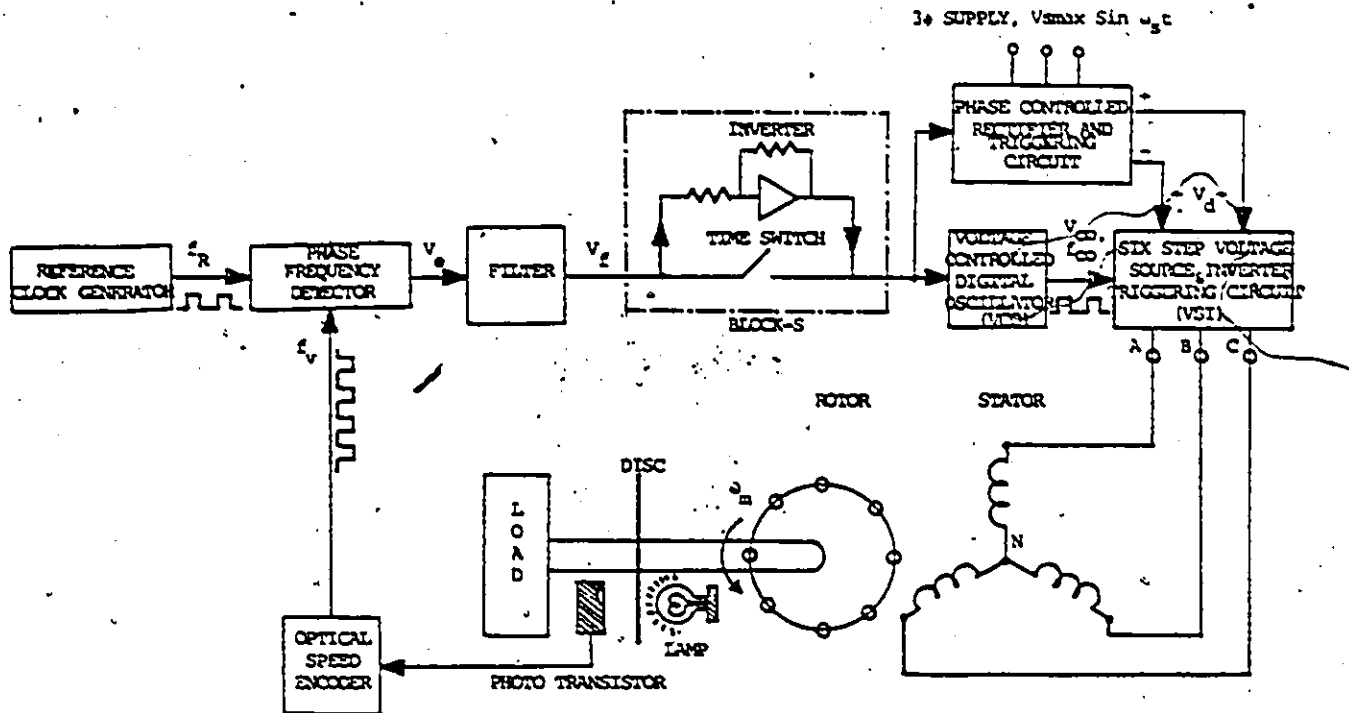 3ϕ SUPPLY, Vsmax Sin ωst
PHASE CONTROLLED
RECTIFIER AND
TRIGGERING
CIRCUIT
+
-
INVERTER
TIME SWITCH
BLOCK-S
REFERENCE
CLOCK GENERATOR
fR
PHASE
FREQUENCY
DETECTOR
Ve
FILTER
Vf
VOLTAGE
CONTROLLED
DIGITAL
OSCILLATOR
+ Vd -
SIX STEP VOLTAGE
SOURCE INVERTER
&
TRIGGERING CIRCUIT
(VSI)
A B C
fv
ROTOR
STATOR
DISC
LOAD
N
LAMP
OPTICAL
SPEED
ENCODER
PHOTO TRANSISTOR